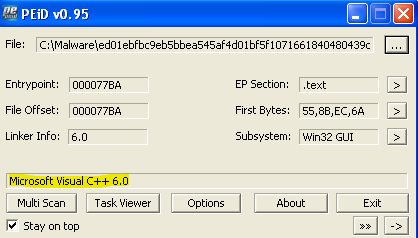 PEiD v0.95
File: C:\Malware\ed01ebfbc9eb5bbea545af4d01bf5f1071661840480439c ...
Entrypoint: 000077BA EP Section: .text >
File Offset: 000077BA First Bytes: 55,8B,EC,6A >
Linker Info: 6.0 Subsystem: Win32 GUI >
Microsoft Visual C++ 6.0
Multi Scan Task Viewer Options About Exit
Stay on top »» ->